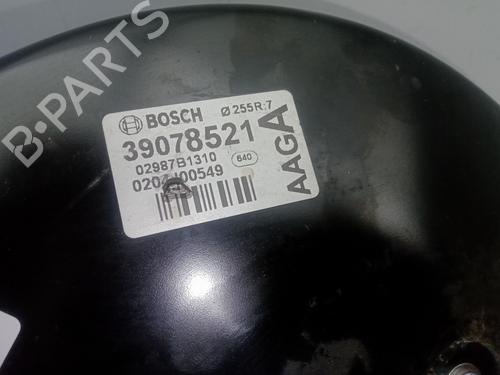 B-PARTS
BOSCH Ø 255R:7
39078521
02987B1310 640
AAGA